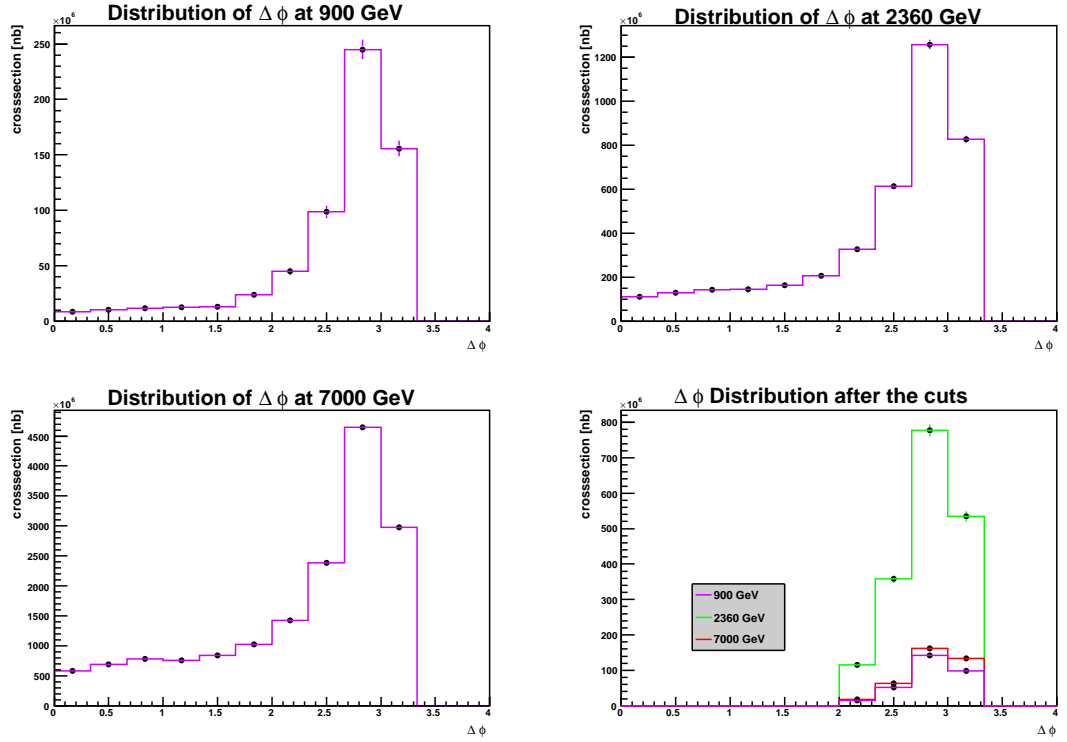 Distribution of Δ ϕ at 900 GeV
×10⁶
crosssection [nb]
250
200
150
100
50
0
0 0.5 1 1.5 2 2.5 3 3.5 4
Δ ϕ
Distribution of Δ ϕ at 2360 GeV
×10⁶
crosssection [nb]
1200
1000
800
600
400
200
0
0 0.5 1 1.5 2 2.5 3 3.5 4
Δ ϕ
Distribution of Δ ϕ at 7000 GeV
×10⁶
crosssection [nb]
4500
4000
3500
3000
2500
2000
1500
1000
500
0
0 0.5 1 1.5 2 2.5 3 3.5 4
Δ ϕ
Δ ϕ Distribution after the cuts
×10⁶
crosssection [nb]
800
700
600
500
400
300
200
100
0
900 GeV
2360 GeV
7000 GeV
0 0.5 1 1.5 2 2.5 3 3.5 4
Δ ϕ